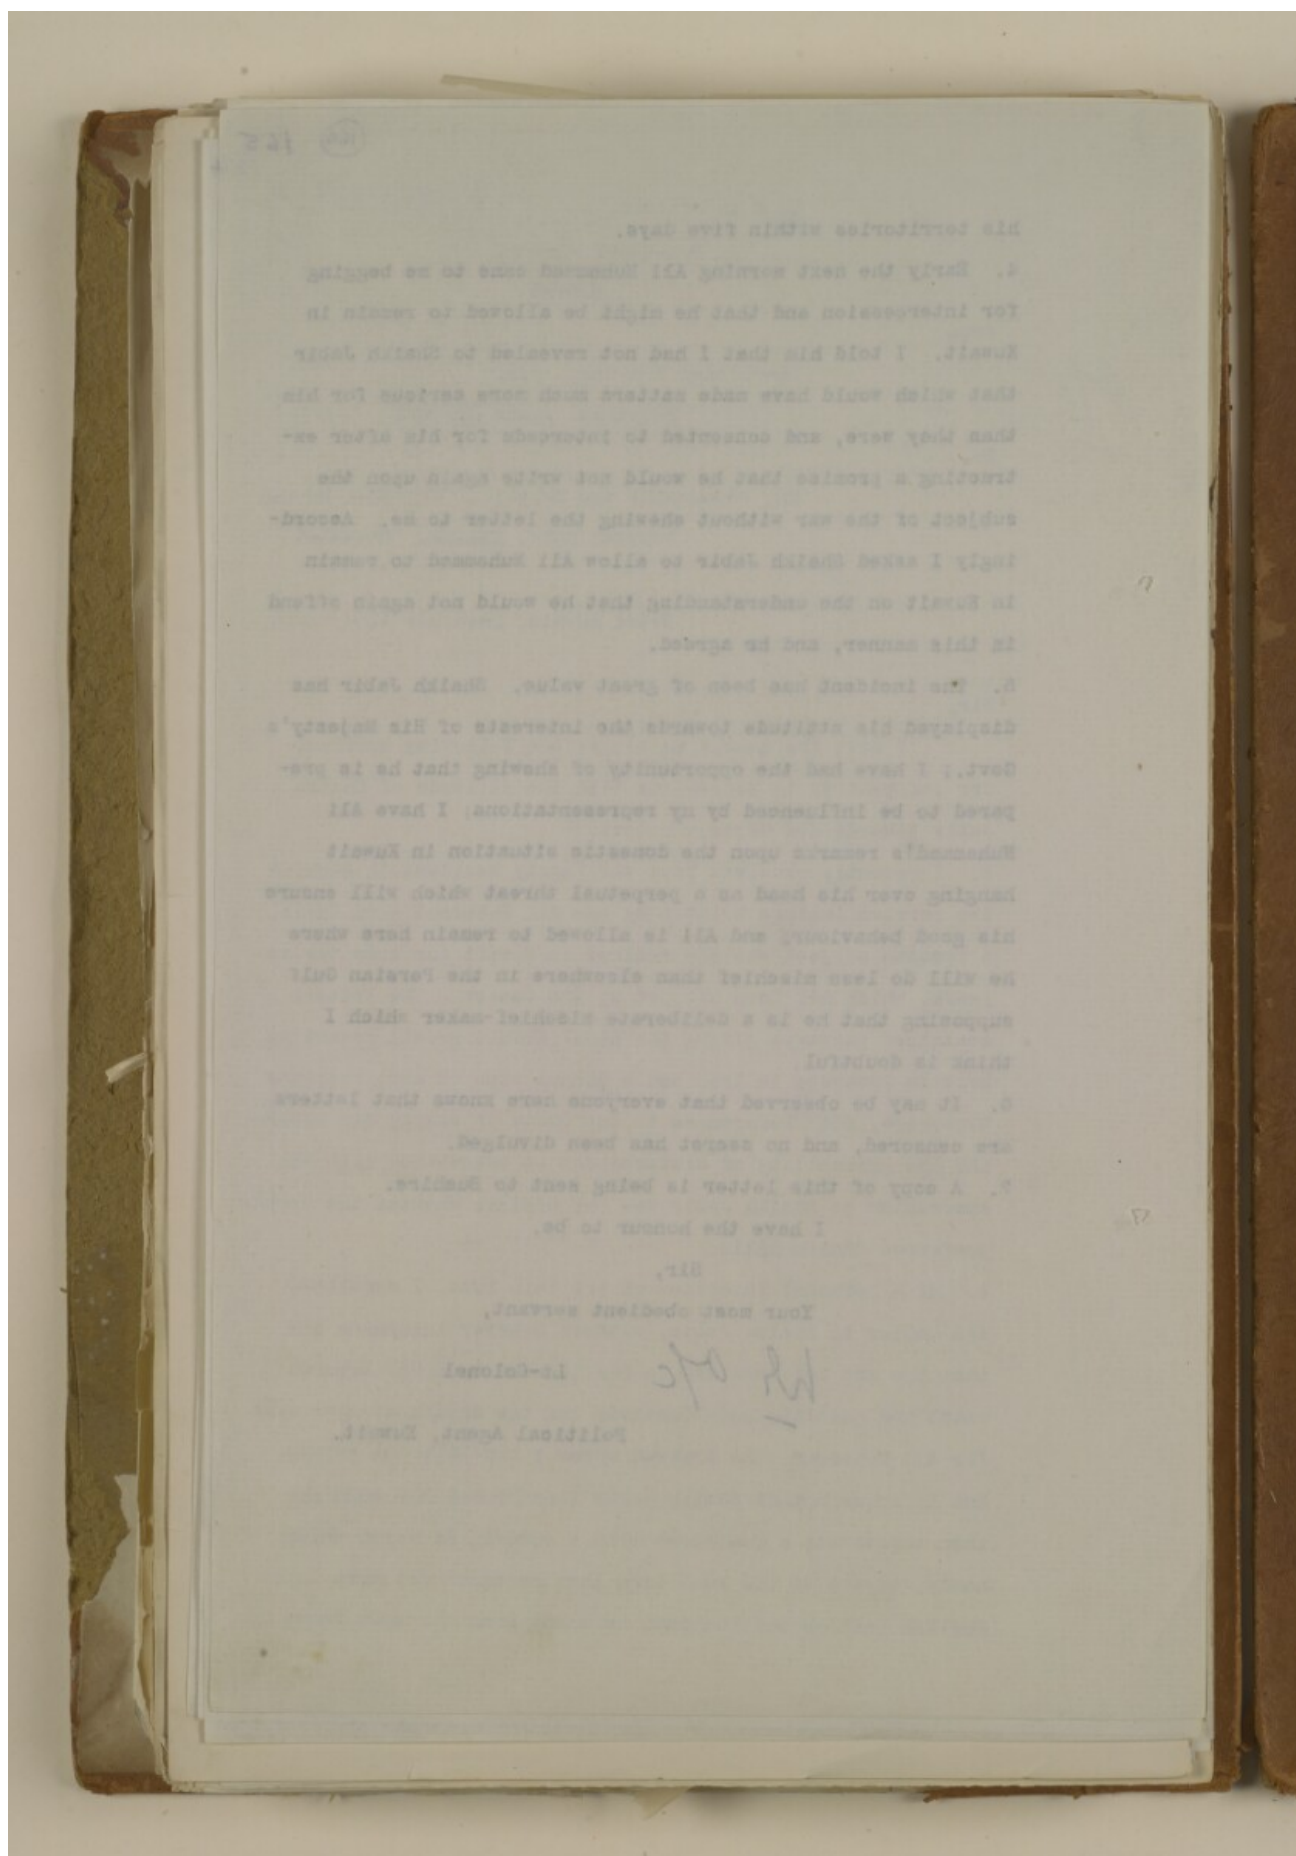 165
his territories within five days.
4. Early the next morning Ali Muhammad came to me begging
for intercession and that he might be allowed to remain in
Kuwait. I told him that I had not revealed to Shaikh Jabir
that which would have made matters much more serious for him
than they were, and consented to intercede for him after ex-
tracting a promise that he would not write again upon the
subject of the war without shewing the letter to me. Accord-
ingly I asked Shaikh Jabir to allow Ali Muhammad to remain
in Kuwait on the understanding that he would not again offend
in this manner, and he agreed.
5. The incident has been of great value. Shaikh Jabir has
displayed his attitude towards the interests of His Majesty's
Govt.; I have had the opportunity of shewing that he is pre-
pared to be influenced by my representations; I have Ali
Muhammad's remarks upon the domestic situation in Kuwait
hanging over his head as a perpetual threat which will ensure
his good behaviour; and Ali is allowed to remain here where
he will do less mischief than elsewhere in the Persian Gulf
supposing that he is a deliberate mischief-maker which I
think is doubtful
6. It may be observed that everyone here knows that letters
are censored, and no secret has been divulged.
7. A copy of this letter is being sent to Bushire.
I have the honour to be,
Sir,
Your most obedient servant,
Lt-Colonel
Political Agent, Kuwait.